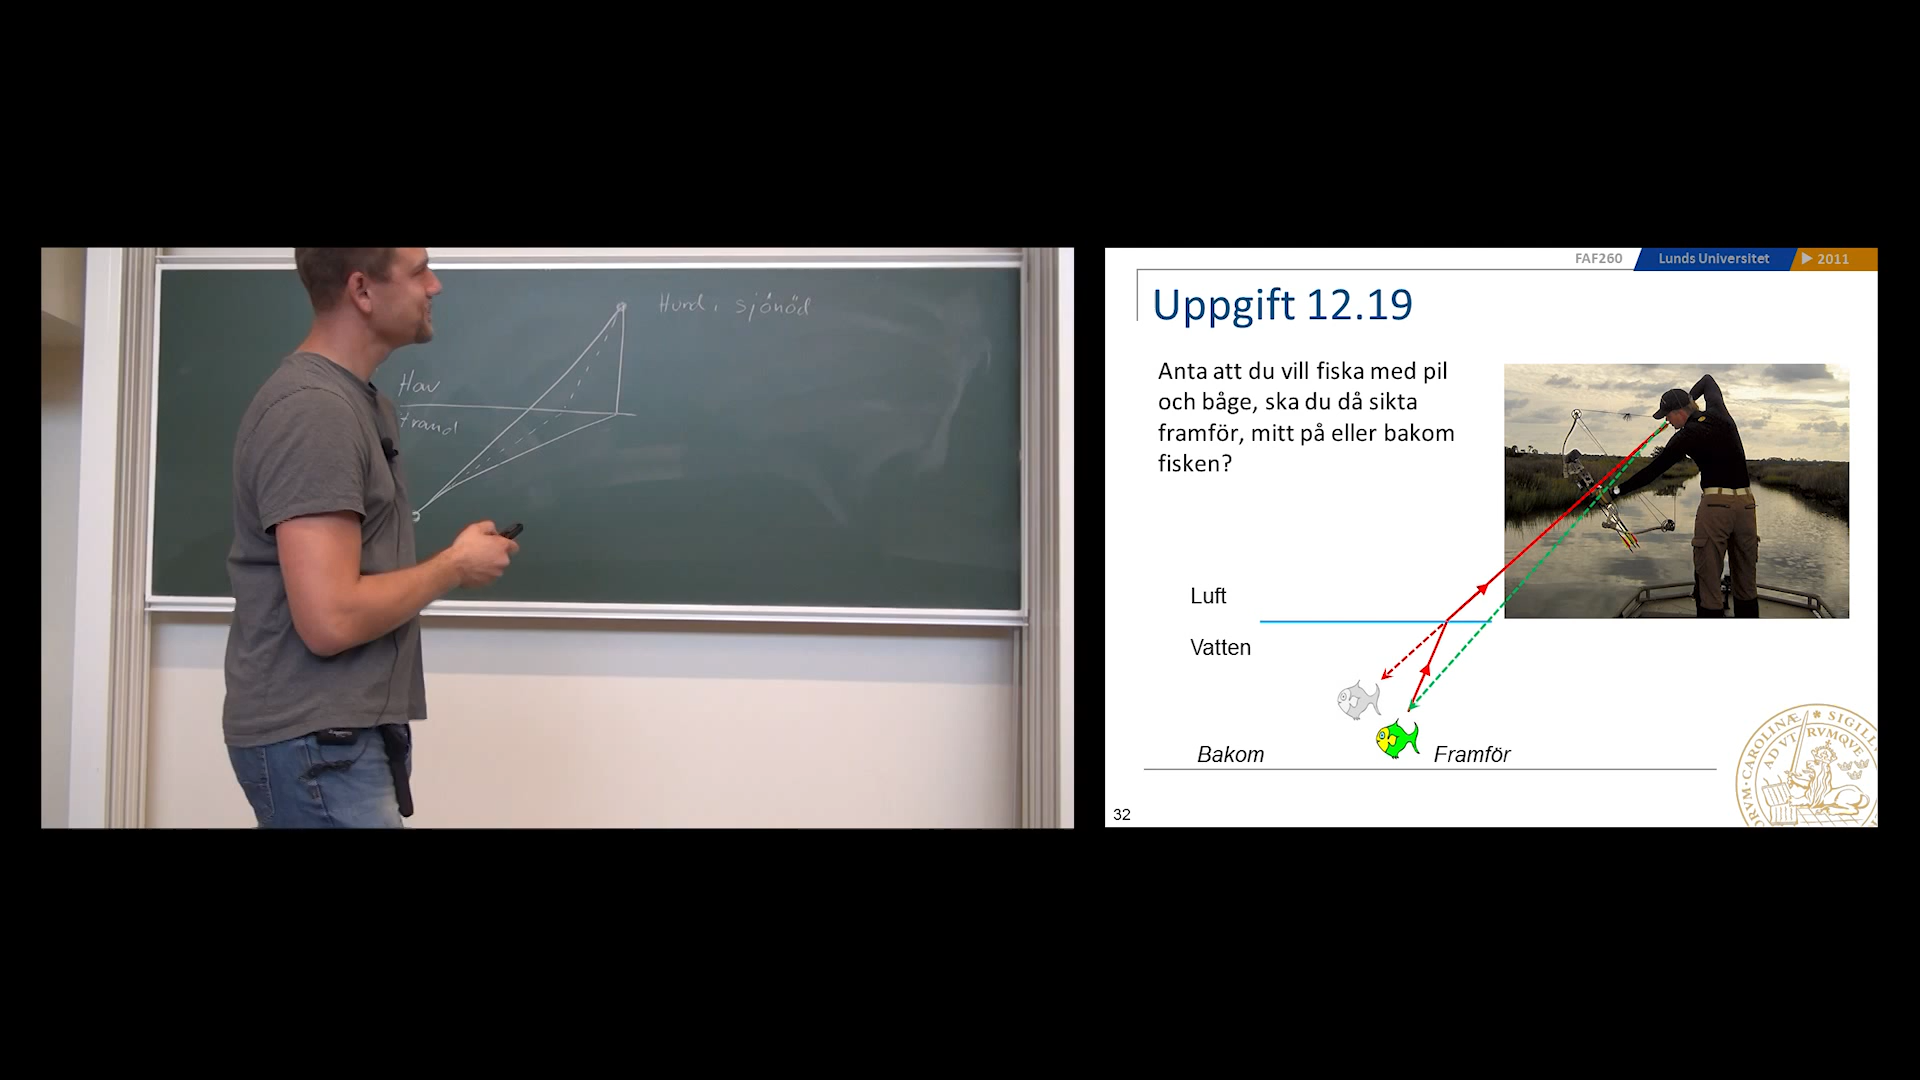 Hund i sjönöd
Hav
trand
FAF260
Lunds Universitet
2011
Uppgift 12.19
Anta att du vill fiska med pil
och båge, ska du då sikta
framför, mitt på eller bakom
fisken?
Luft
Vatten
Bakom
Framför
32